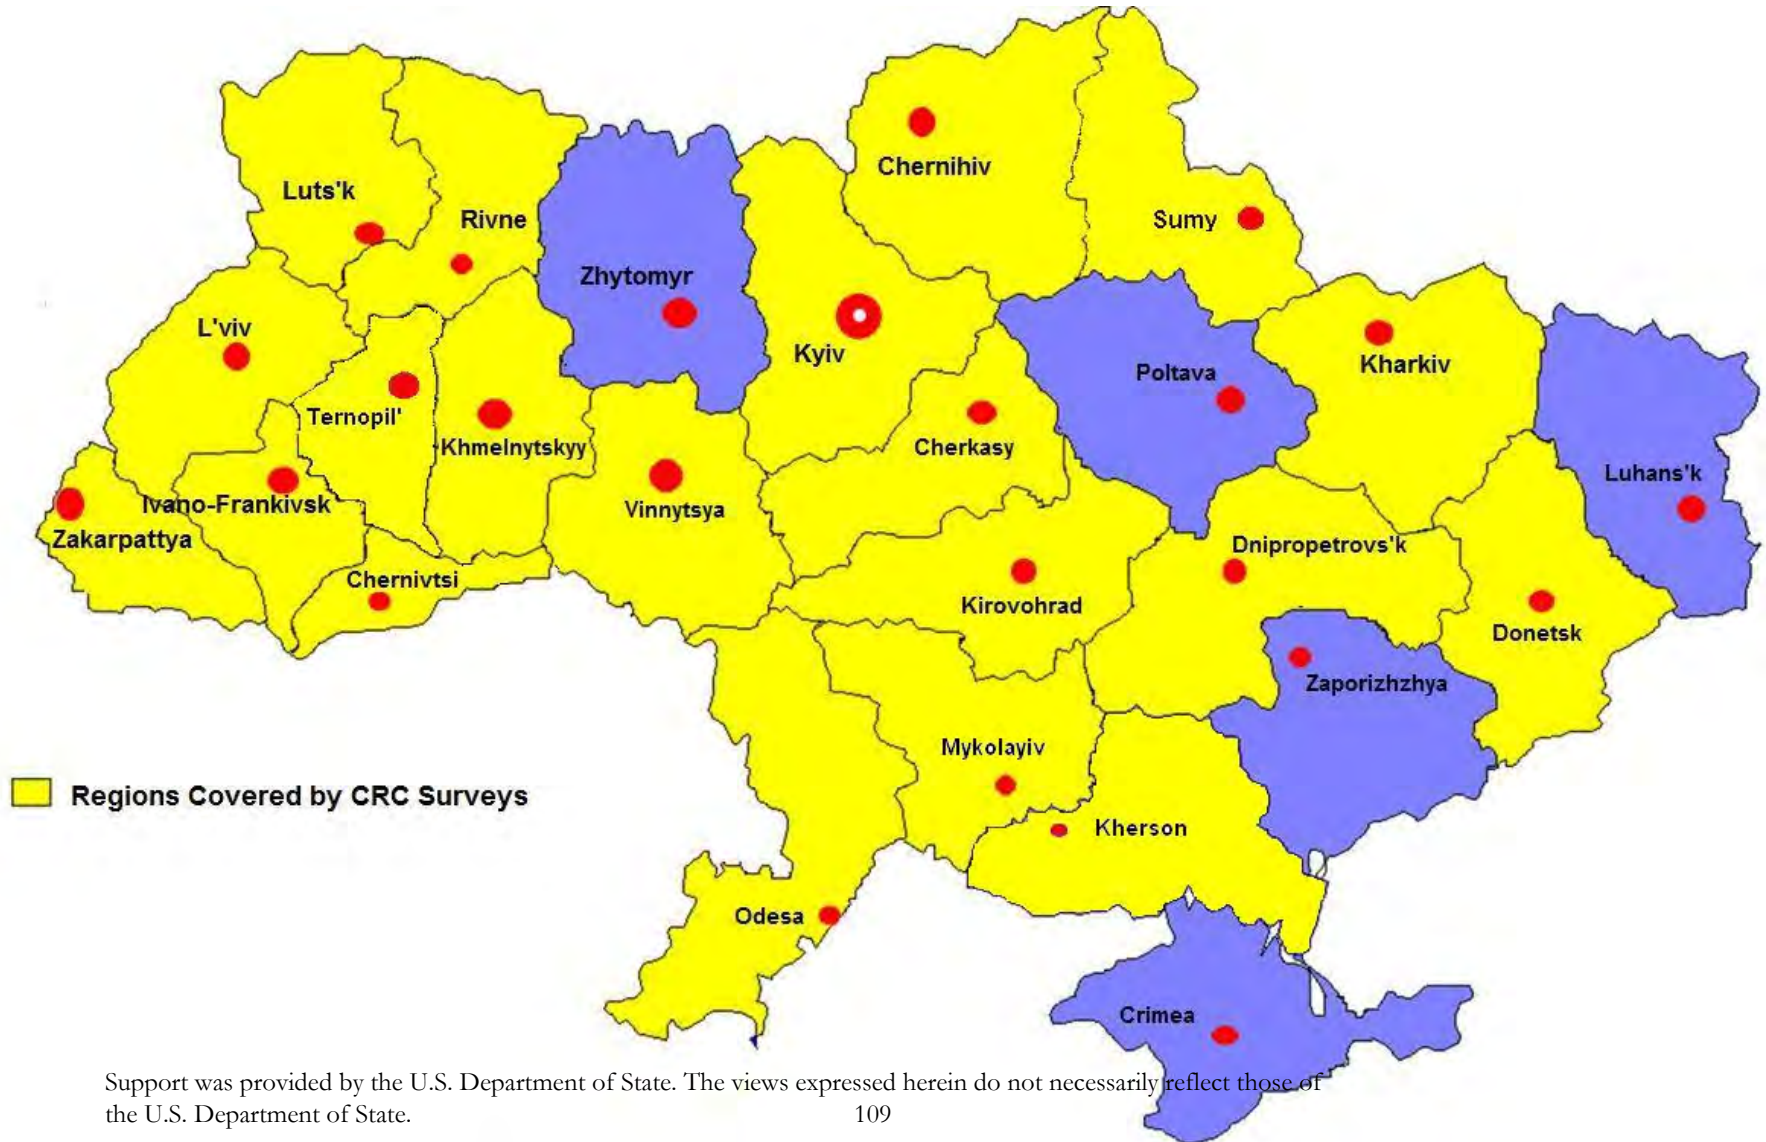 Chernihiv
Luts'k
Rivne
Sumy
Zhytomyr
L'viv
Kyiv
Poltava
Kharkiv
Ternopil'
Khmelnytskyy
Cherkasy
Luhans'k
Ivano-Frankivsk
Vinnytsya
Zakarpattya
Dnipropetrovs'k
Chernivtsi
Kirovohrad
Donetsk
Zaporizhzhya
Mykolayiv
Regions Covered by CRC Surveys
Kherson
Odesa
Crimea
Support was provided by the U.S. Department of State. The views expressed herein do not necessarily reflect those of
the U.S. Department of State.
109